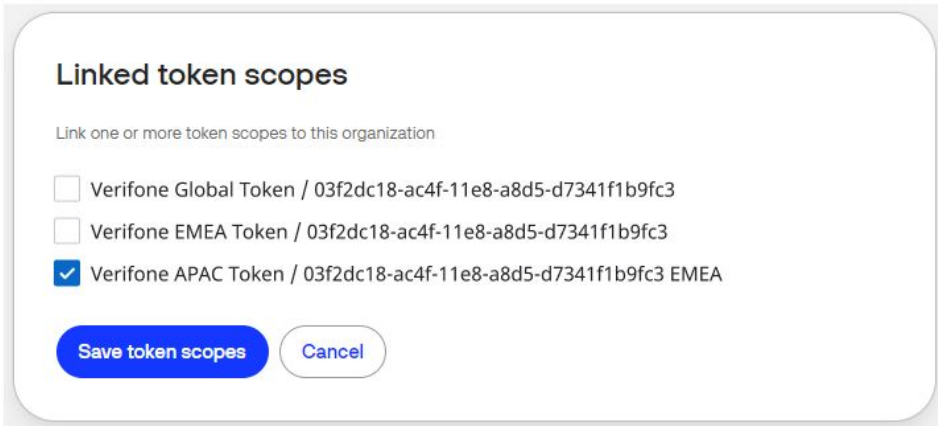 Linked token scopes
Link one or more token scopes to this organization
Verifone Global Token / 03f2dc18-ac4f-11e8-a8d5-d7341f1b9fc3
Verifone EMEA Token / 03f2dc18-ac4f-11e8-a8d5-d7341f1b9fc3
Verifone APAC Token / 03f2dc18-ac4f-11e8-a8d5-d7341f1b9fc3 EMEA
Save token scopes Cancel